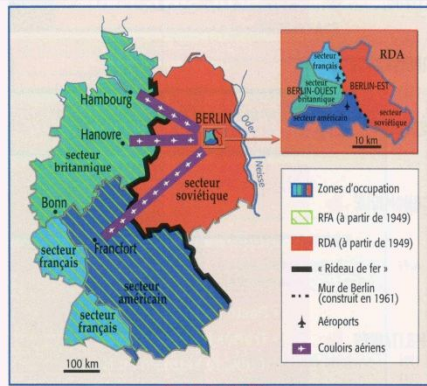 Hambourg
Hanovre
secteur
britannique
Bonn
secteur
français
Francfort
secteur
américain
secteur
français
BERLIN
Oder
Neisse
secteur
soviétique
100 km
secteur
français
RDA
BERLIN-OUEST
britannique
BERLIN-EST
secteur américain
secteur
soviétique
10 km
Zones d'occupation
RFA (à partir de 1949)
RDA (à partir de 1949)
« Rideau de fer »
Mur de Berlin
(construit en 1961)
Aéroports
Couloirs aériens